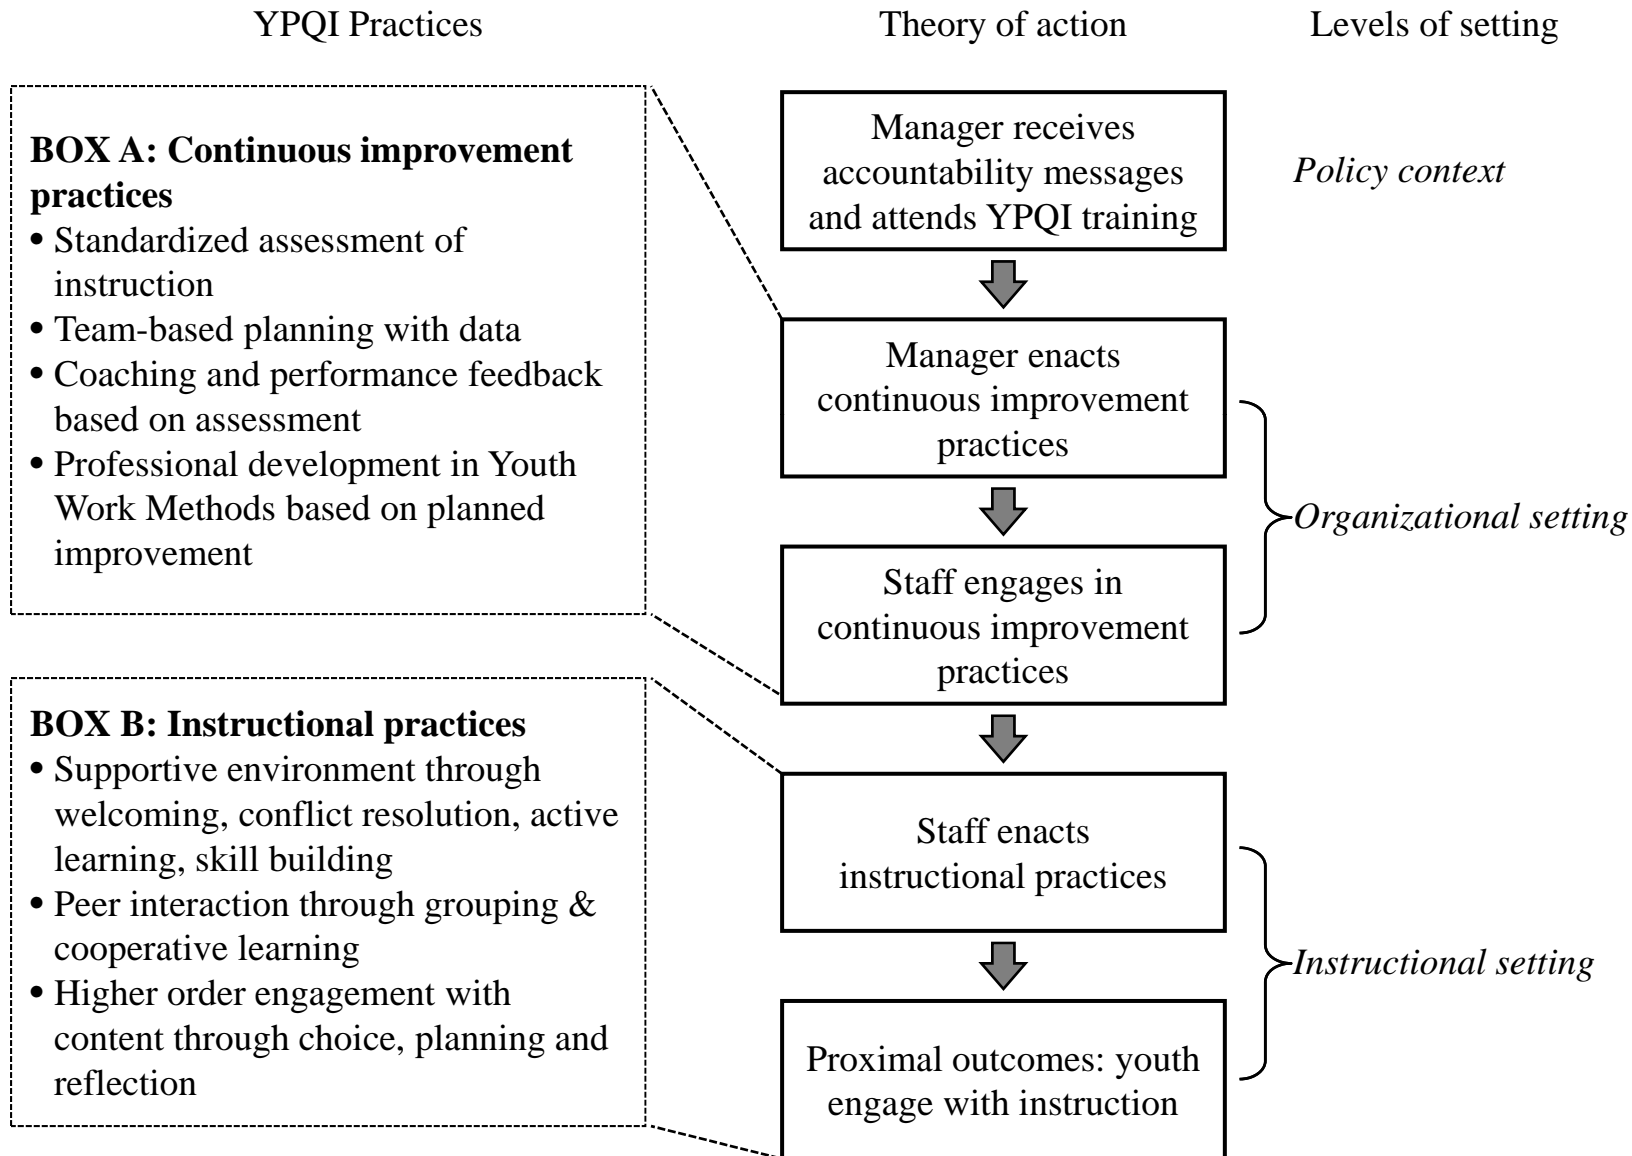 YPQI Practices
Theory of action
Levels of setting
BOX A: Continuous improvement
practices
• Standardized assessment of
instruction
• Team-based planning with data
• Coaching and performance feedback
based on assessment
• Professional development in Youth
Work Methods based on planned
improvement
BOX B: Instructional practices
• Supportive environment through
welcoming, conflict resolution, active
learning, skill building
• Peer interaction through grouping &
cooperative learning
• Higher order engagement with
content through choice, planning and
reflection
Manager receives
accountability messages
and attends YPQI training
Manager enacts
continuous improvement
practices
Staff engages in
continuous improvement
practices
Staff enacts
instructional practices
Proximal outcomes: youth
engage with instruction
Policy context
Organizational setting
Instructional setting